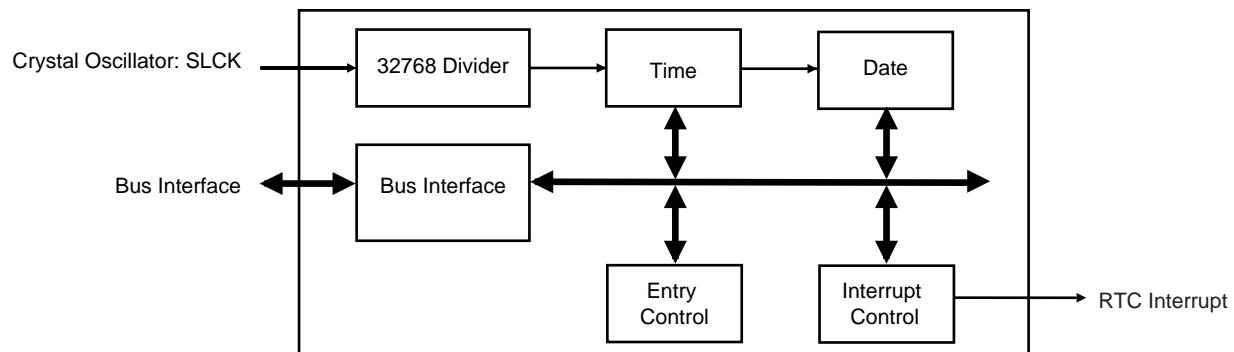 Crystal Oscillator: SLCK
32768 Divider
Time
Date
Bus Interface
Bus Interface
Entry
Control
Interrupt
Control
RTC Interrupt